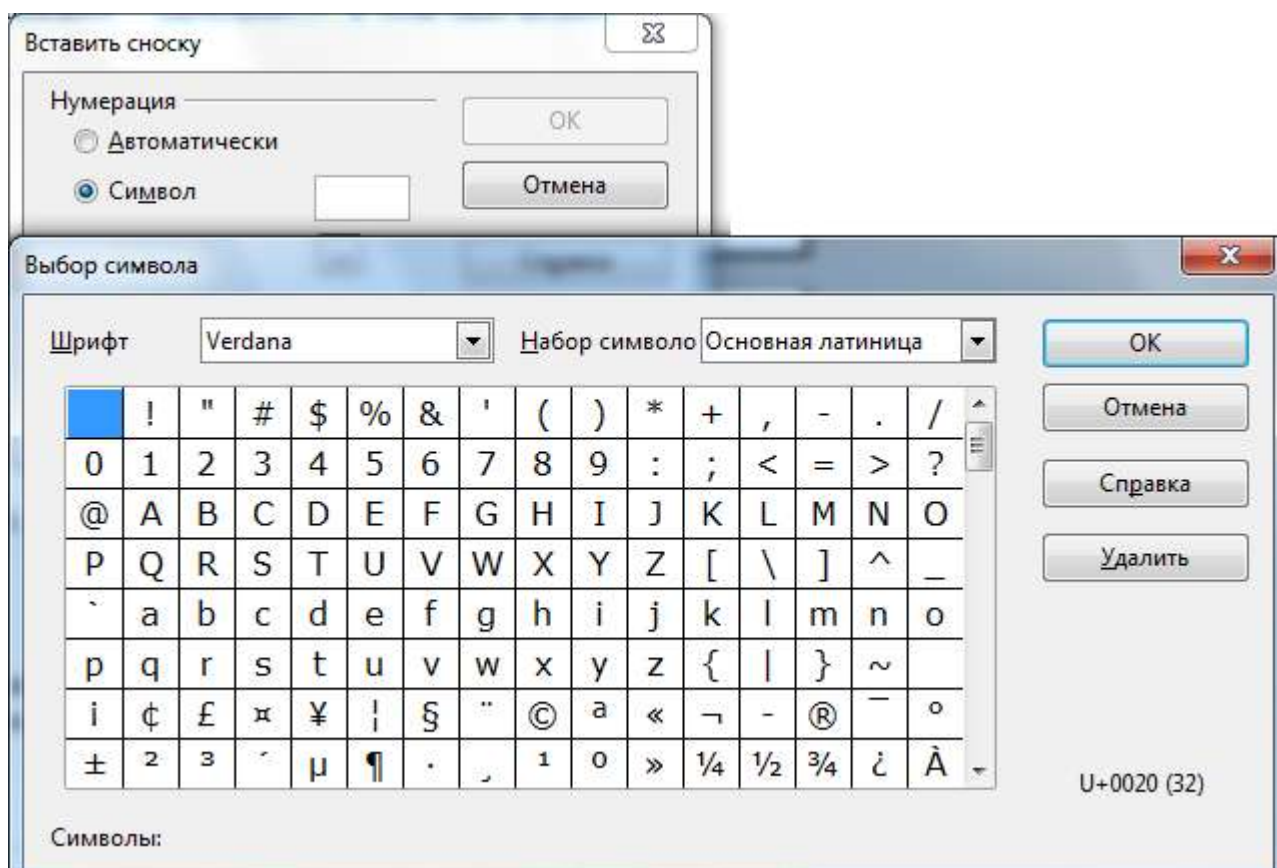 Вставить сноску
Нумерация
Автоматически
OK
Символ
Отмена
Выбор символа
Шрифт Verdana Набор символо Основная латиница OK
! " # $ % & ' ( ) * + , - . /
Отмена
0 1 2 3 4 5 6 7 8 9 : ; < = > ?
Справка
@ A B C D E F G H I J K L M N O
P Q R S T U V W X Y Z [ \ ] ^ _
Удалить
` a b c d e f g h i j k l m n o
p q r s t u v w x y z { | } ~
¡ ¢ £ ¤ ¥ ¦ § ¨ © ª « ¬ - ® ¯ °
± ² ³ ´ µ ¶ · ¸ ¹ º » ¼ ½ ¾ ¿ À
U+0020 (32)
Символы: